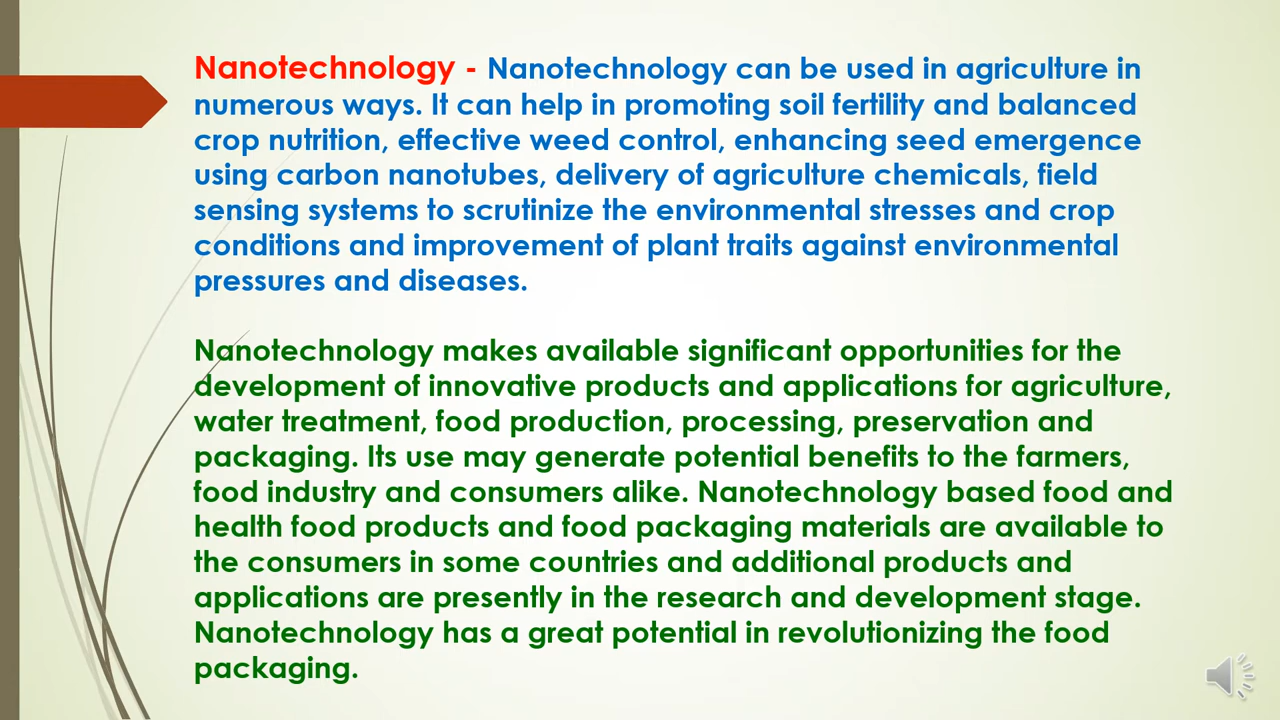 Nanotechnology - Nanotechnology can be used in agriculture in
numerous ways. It can help in promoting soil fertility and balanced
crop nutrition, effective weed control, enhancing seed emergence
using carbon nanotubes, delivery of agriculture chemicals, field
sensing systems to scrutinize the environmental stresses and crop
conditions and improvement of plant traits against environmental
pressures and diseases.
Nanotechnology makes available significant opportunities for the
development of innovative products and applications for agriculture,
water treatment, food production, processing, preservation and
packaging. Its use may generate potential benefits to the farmers,
food industry and consumers alike. Nanotechnology based food and
health food products and food packaging materials are available to
the consumers in some countries and additional products and
applications are presently in the research and development stage.
Nanotechnology has a great potential in revolutionizing the food
packaging.